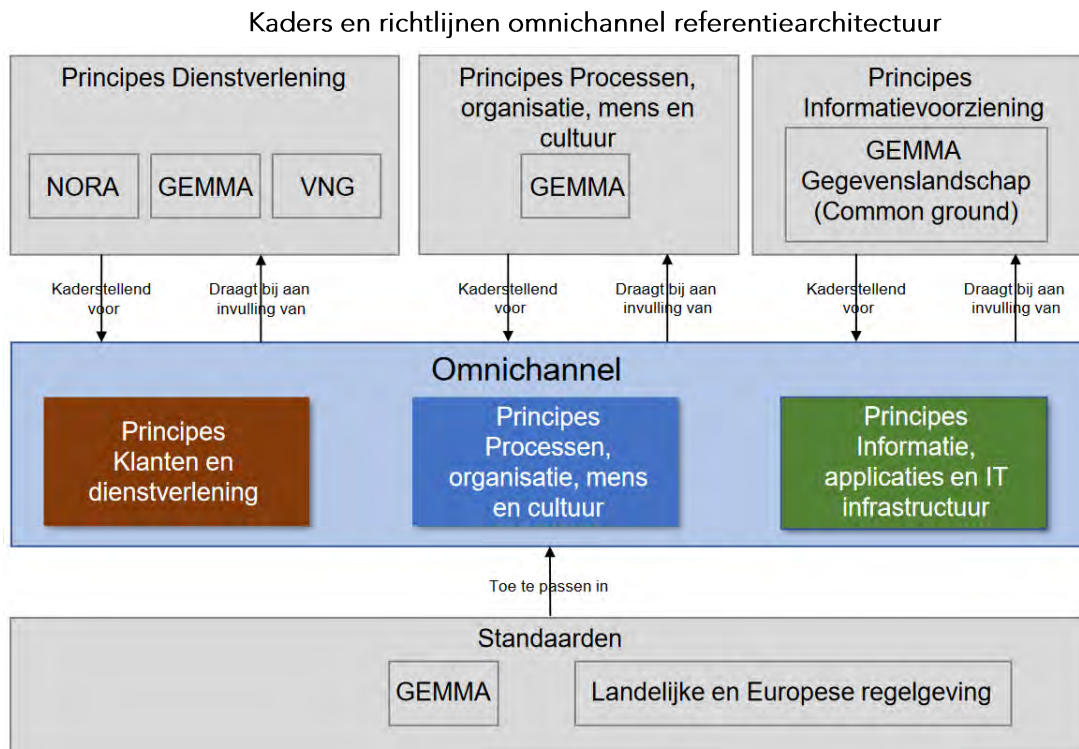 Kaders en richtlijnen omnichannel referentiearchitectuur
Principes Dienstverlening
NORA
GEMMA
VNG
Principes Processen,
organisatie, mens en
cultuur
GEMMA
Principes
Informatievoorziening
GEMMA
Gegevenslandschap
(Common ground)
Kaderstellend
voor
Draagt bij aan
invulling van
Kaderstellend
voor
Draagt bij aan
invulling van
Kaderstellend
voor
Draagt bij aan
invulling van
Omnichannel
Principes
Klanten en
dienstverlening
Principes
Processen,
organisatie, mens
en cultuur
Principes
Informatie,
applicaties en IT
infrastructuur
Toe te passen in
Standaarden
GEMMA
Landelijke en Europese regelgeving